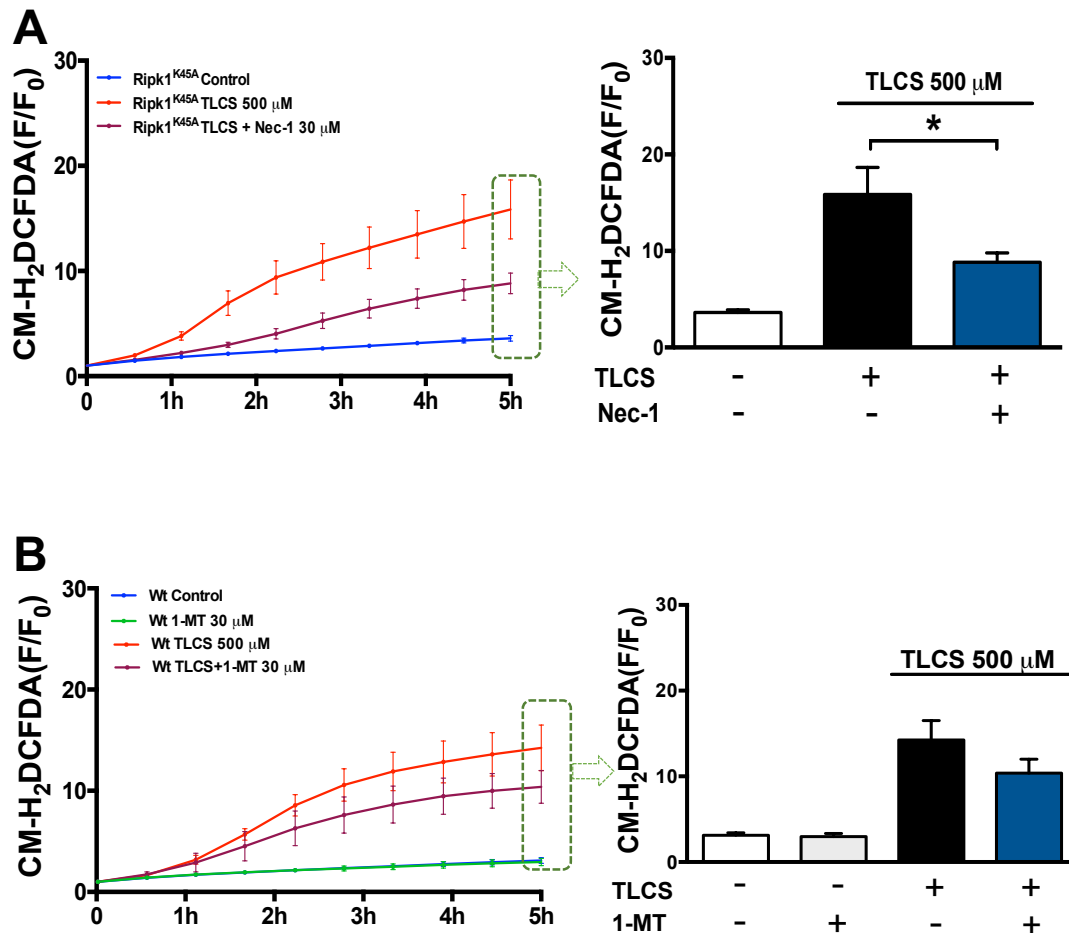 A
CM-H₂DCFDA(F/F₀)
30
20
10
0
Ripk1ᴷ⁴⁵ᴬ Control
Ripk1ᴷ⁴⁵ᴬ TLCS 500 μM
Ripk1ᴷ⁴⁵ᴬ TLCS + Nec-1 30 μM
0 1h 2h 3h 4h 5h
CM-H₂DCFDA(F/F₀)
30
20
10
0
TLCS 500 μM
*
TLCS - + +
Nec-1 - - +
B
CM-H₂DCFDA(F/F₀)
30
20
10
0
Wt Control
Wt 1-MT 30 μM
Wt TLCS 500 μM
Wt TLCS+1-MT 30 μM
0 1h 2h 3h 4h 5h
CM-H₂DCFDA(F/F₀)
30
20
10
0
TLCS 500 μM
TLCS - - + +
1-MT - + - +